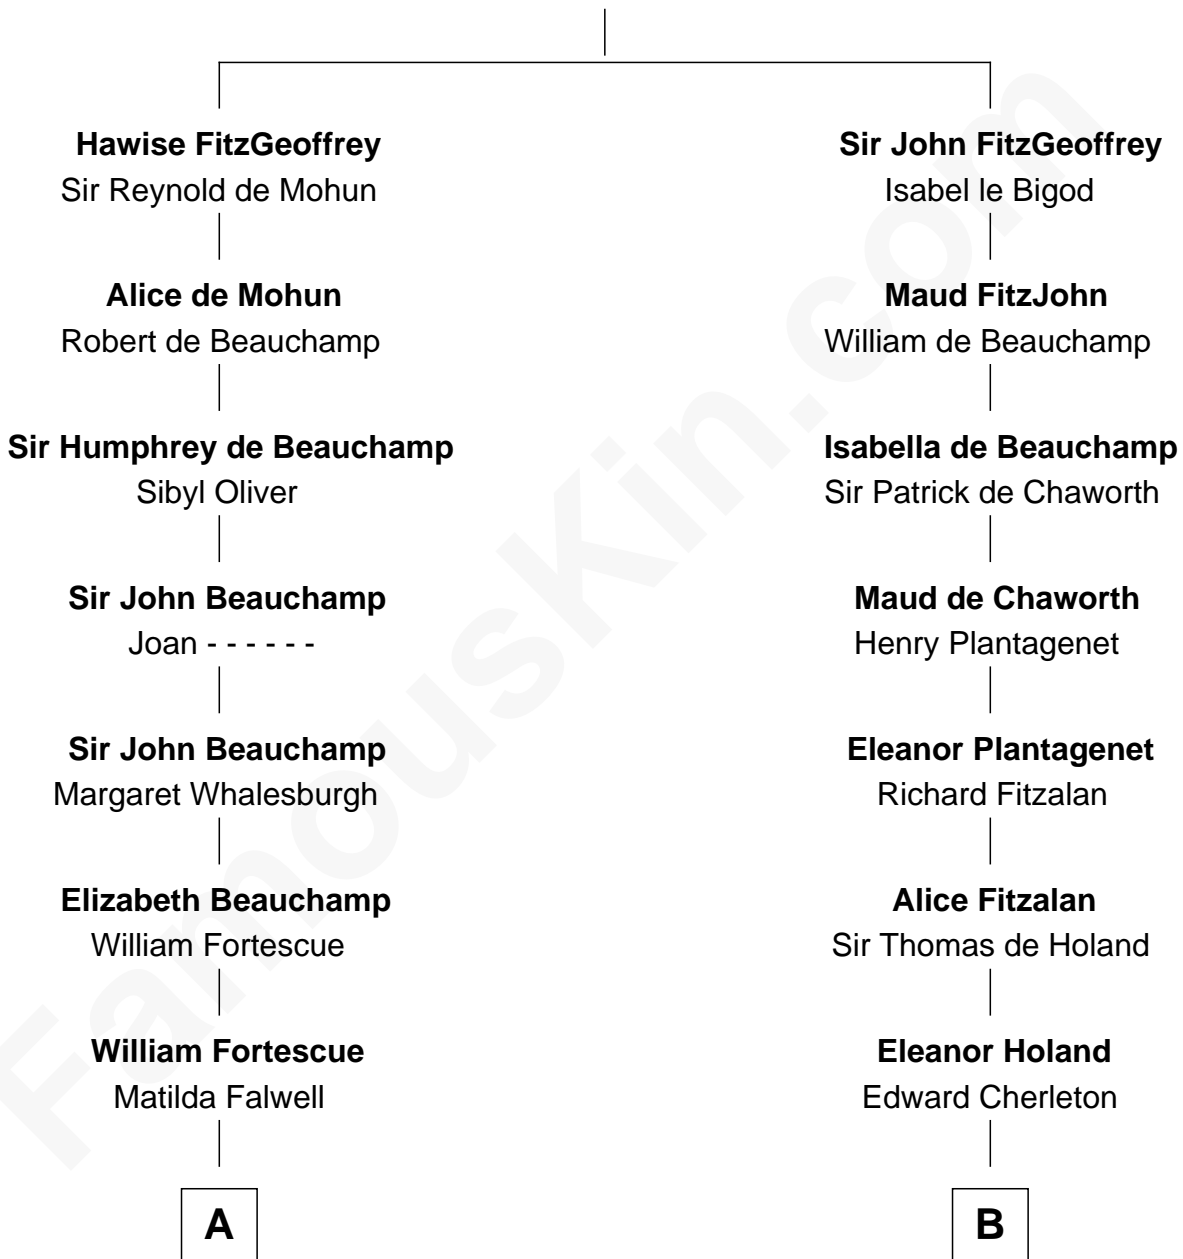 Hawise FitzGeoffrey
Sir Reynold de Mohun
Alice de Mohun
Robert de Beauchamp
Sir Humphrey de Beauchamp
Sibyl Oliver
Sir John Beauchamp
Joan - - - - - -
Sir John Beauchamp
Margaret Whalesburgh
Elizabeth Beauchamp
William Fortescue
William Fortescue
Matilda Falwell
A
Sir John FitzGeoffrey
Isabel le Bigod
Maud FitzJohn
William de Beauchamp
Isabella de Beauchamp
Sir Patrick de Chaworth
Maud de Chaworth
Henry Plantagenet
Eleanor Plantagenet
Richard Fitzalan
Alice Fitzalan
Sir Thomas de Holand
Eleanor Holand
Edward Cherleton
B
FamousKin.com